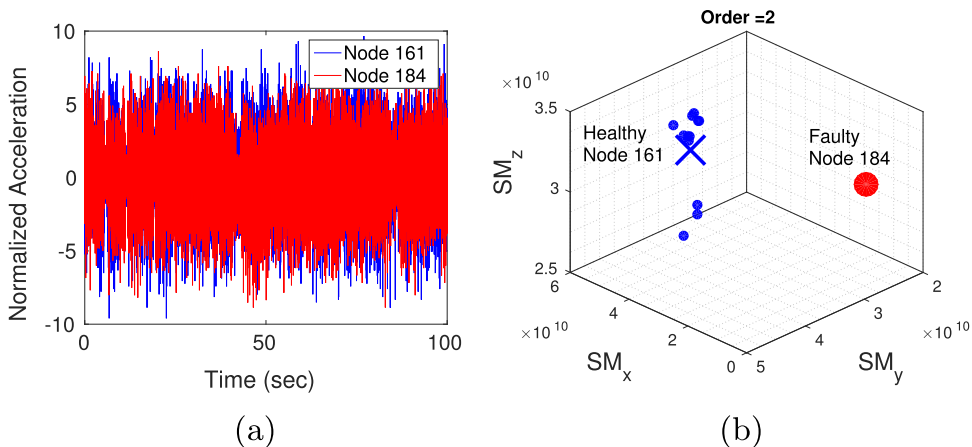 10
5
0
-5
-10
Normalized Acceleration
Node 161
Node 184
0
50
100
Time (sec)
(a)
Order =2
×10^10
3.5
3
2.5
SM_z
Healthy
Node 161
Faulty
Node 184
6
4
2
0
×10^10
SM_x
5
4
3
2
×10^10
SM_y
(b)